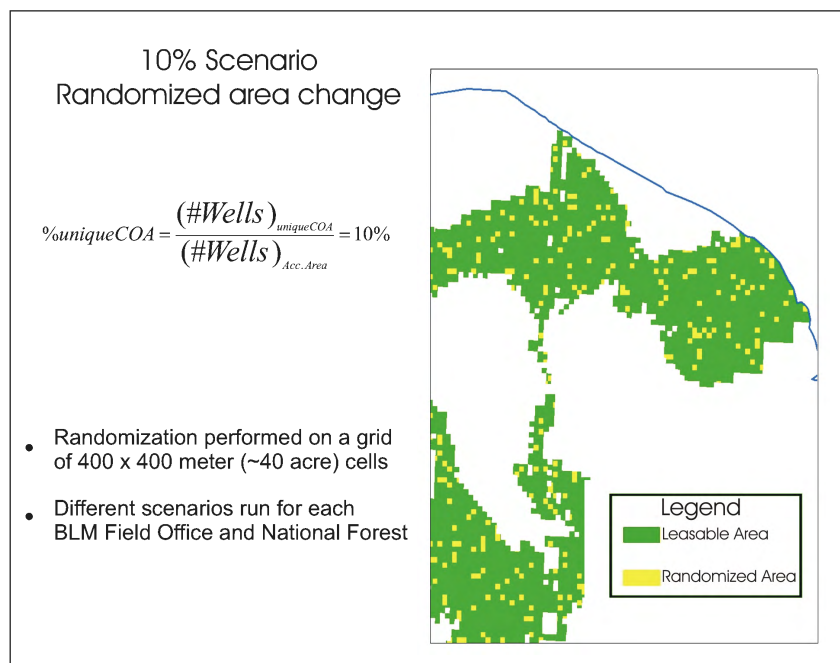 10% Scenario
Randomized area change
%uniqueCOA = (#Wells)uniqueCOA / (#Wells)Acc.Area = 10%
• Randomization performed on a grid
of 400 x 400 meter (~40 acre) cells
• Different scenarios run for each
BLM Field Office and National Forest
Legend
Leasable Area
Randomized Area